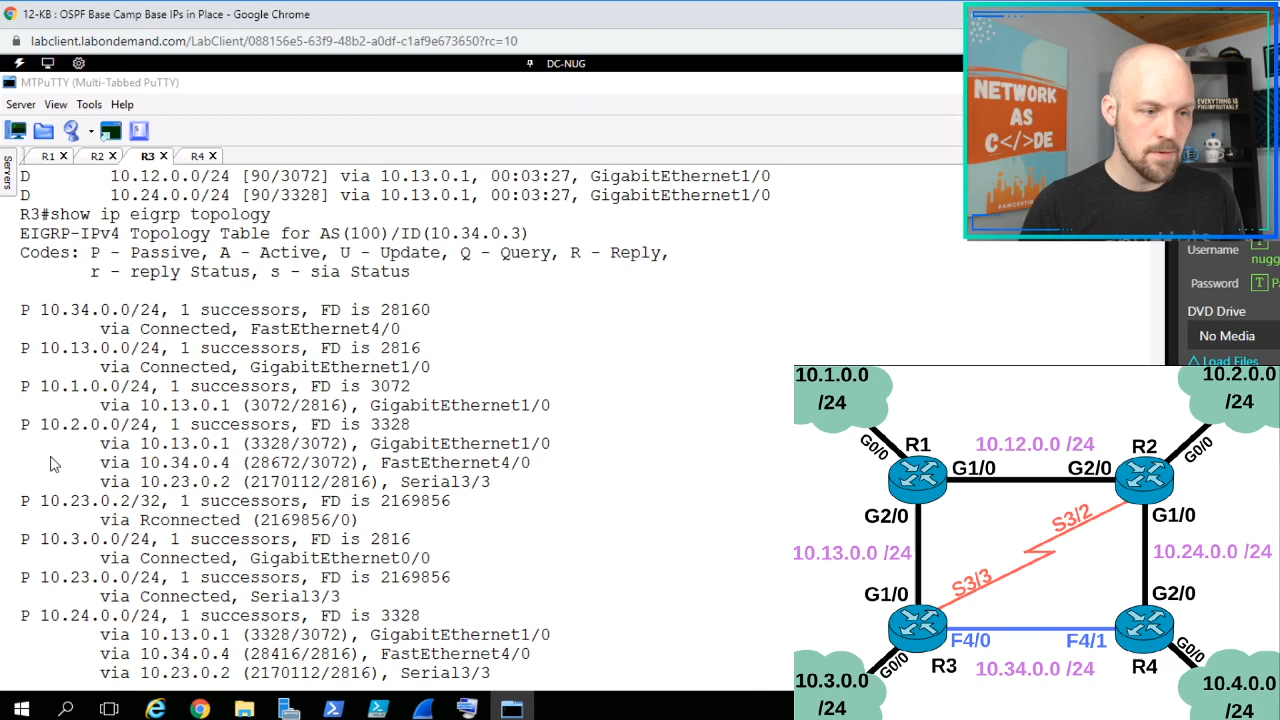 12-KB : OSPF Base Camp Base IPs in Place - Google Chrome
labclient.labondemand.com/LabClient/088156e5-63f9-48b2-a0df-c1af9e673650?rc=10
DC-NUG
MTPuTTY (Multi-Tabbed PuTTY)
Server View Tools Help
Servers
R1 R2 R3 R4
D 10.12.0.0/24 [90/3072] via 10.13.0.1, 00:03:27, GigabitEthernet1/0
D 10.24.0.0/24 [90/3328] via 10.13.0.1, 00:03:27, GigabitEthernet1/0
R3#show ip eigrp topology
EIGRP-IPv4 Topology Table for AS(100)/ID(10.34.0.3)
Codes: P - Passive, A - Active, U - Update, Q - Query, R - Reply,
r - reply Status, s - sia Status
P 10.34.0.0/24, 1 successors, FD is 28160
via Connected, FastEthernet4/0
P 10.13.0.0/24, 1 successors, FD is 2816
via Connected, GigabitEthernet1/0
P 10.1.0.0/24, 1 successors, FD is 3072
via 10.13.0.1 (3072/2816), GigabitEthernet1/0
P 10.2.0.0/24, 1 successors, FD is 3328
via 10.13.0.1 (3328/3072), GigabitEthernet1/0
via 10.34.0.4 (28672/3072), FastEthernet4/0
via 10.23.0.2 (2170112/2816), Serial3/3
P 10.23.0.2/32, 1 successors, FD is 2169856
via Rconnected (2169856/0)
P 10.3.0.0/24, 1 successors, FD is 2816
via Connected, GigabitEthernet0/0
P 10.23.0.0/24, 1 successors, FD is 2169856
via Connected, Serial3/3
P 10.24.0.0/24, 1 successors, FD is 3328
via 10.13.0.1 (3328/3072), GigabitEthernet1/0
via 10.34.0.4 (28416/2816), FastEthernet4/0
via 10.23.0.2 (2170112/2816), Serial3/3
NETWORK
AS
C</>DE
EVERYTHING IS
FIGUREOUTABLE
Username
nugg
Password
DVD Drive
No Media
Load Files
10.1.0.0
/24
10.2.0.0
/24
G0/0
R1
10.12.0.0 /24
R2
G0/0
G1/0
G2/0
G2/0
S3/2
G1/0
10.13.0.0 /24
10.24.0.0 /24
S3/3
G1/0
G2/0
F4/0
F4/1
G0/0
R3
10.34.0.0 /24
R4
G0/0
10.3.0.0
/24
10.4.0.0
/24